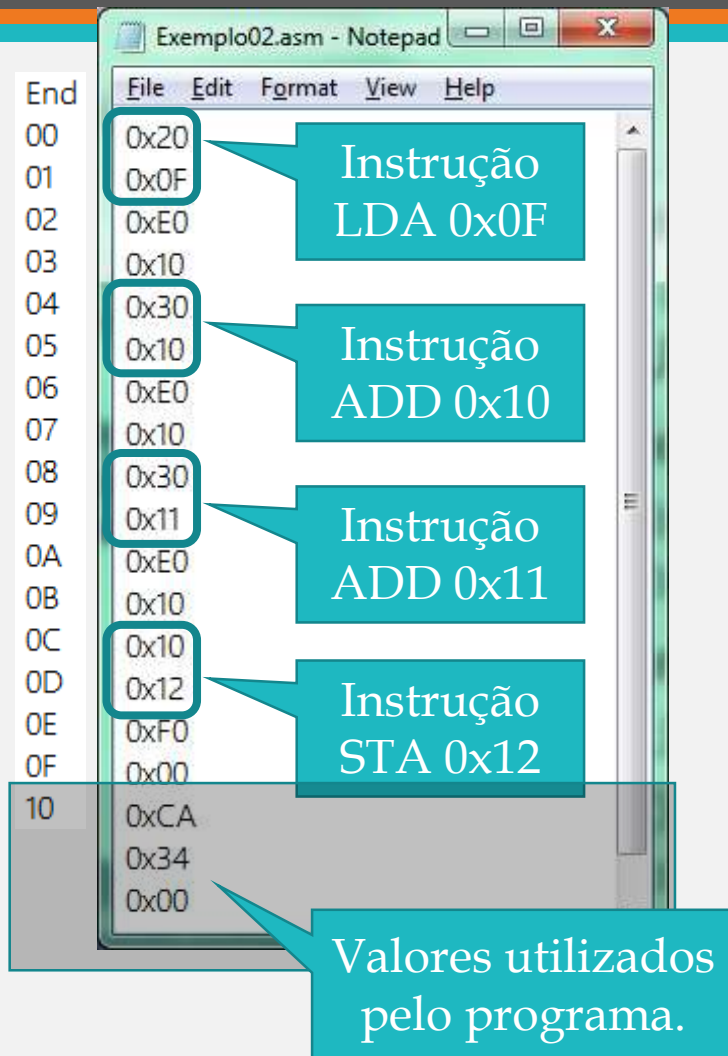 Exemplo02.asm - Notepad
File Edit Format View Help
End
00 0x20
01 0x0F
02 0xE0
03 0x10
04 0x30
05 0x10
06 0xE0
07 0x10
08 0x30
09 0x11
0A 0xE0
0B 0x10
0C 0x10
0D 0x12
0E 0xF0
0F 0x00
10 0xCA
0x34
0x00
Instrução
LDA 0x0F
Instrução
ADD 0x10
Instrução
ADD 0x11
Instrução
STA 0x12
Valores utilizados
pelo programa.